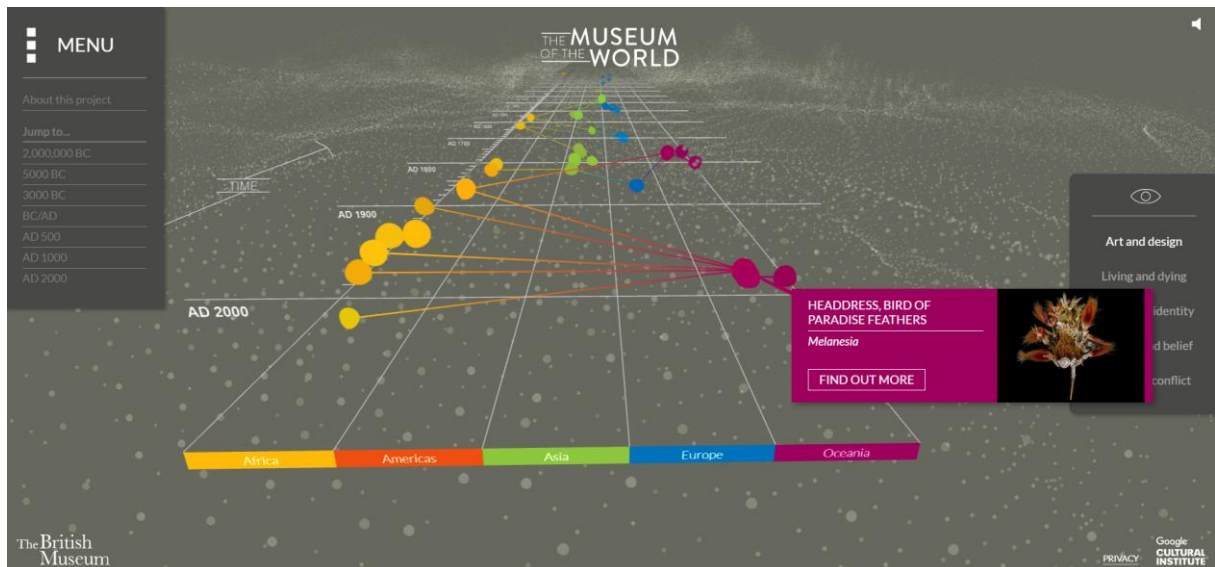 MENU
About this project
Jump to...
2,000,000 BC
5000 BC
3000 BC
BC/AD
AD 500
AD 1000
AD 2000
THE MUSEUM
OF THE WORLD
TIME
AD 1700
AD 1800
AD 1900
AD 2000
Art and design
Living and dying
identity
belief
conflict
HEADDRESS, BIRD OF
PARADISE FEATHERS
Melanesia
FIND OUT MORE
Africa
Americas
Asia
Europe
Oceania
The British
Museum
PRIVACY
Google
CULTURAL
INSTITUTE